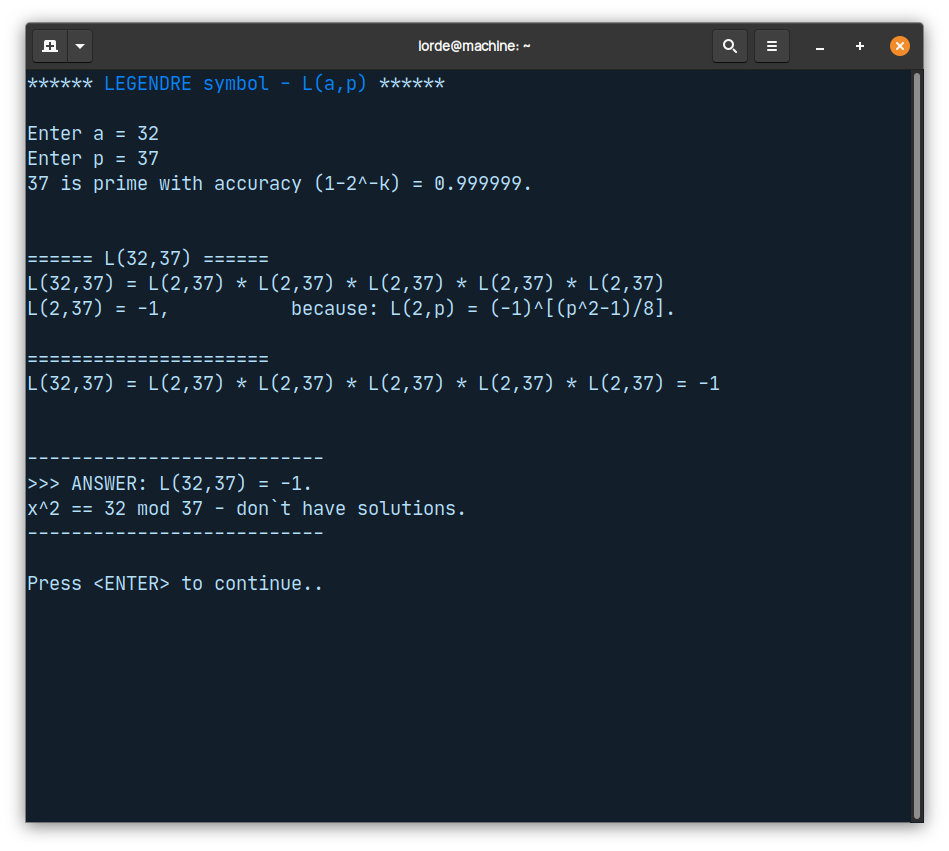 lorde@machine: ~
****** LEGENDRE symbol - L(a,p) ******
Enter a = 32
Enter p = 37
37 is prime with accuracy (1-2^-k) = 0.999999.
====== L(32,37) ======
L(32,37) = L(2,37) * L(2,37) * L(2,37) * L(2,37) * L(2,37)
L(2,37) = -1,           because: L(2,p) = (-1)^[(p^2-1)/8].
======================
L(32,37) = L(2,37) * L(2,37) * L(2,37) * L(2,37) * L(2,37) = -1
---------------------------
>>> ANSWER: L(32,37) = -1.
x^2 == 32 mod 37 - don`t have solutions.
---------------------------
Press <ENTER> to continue..